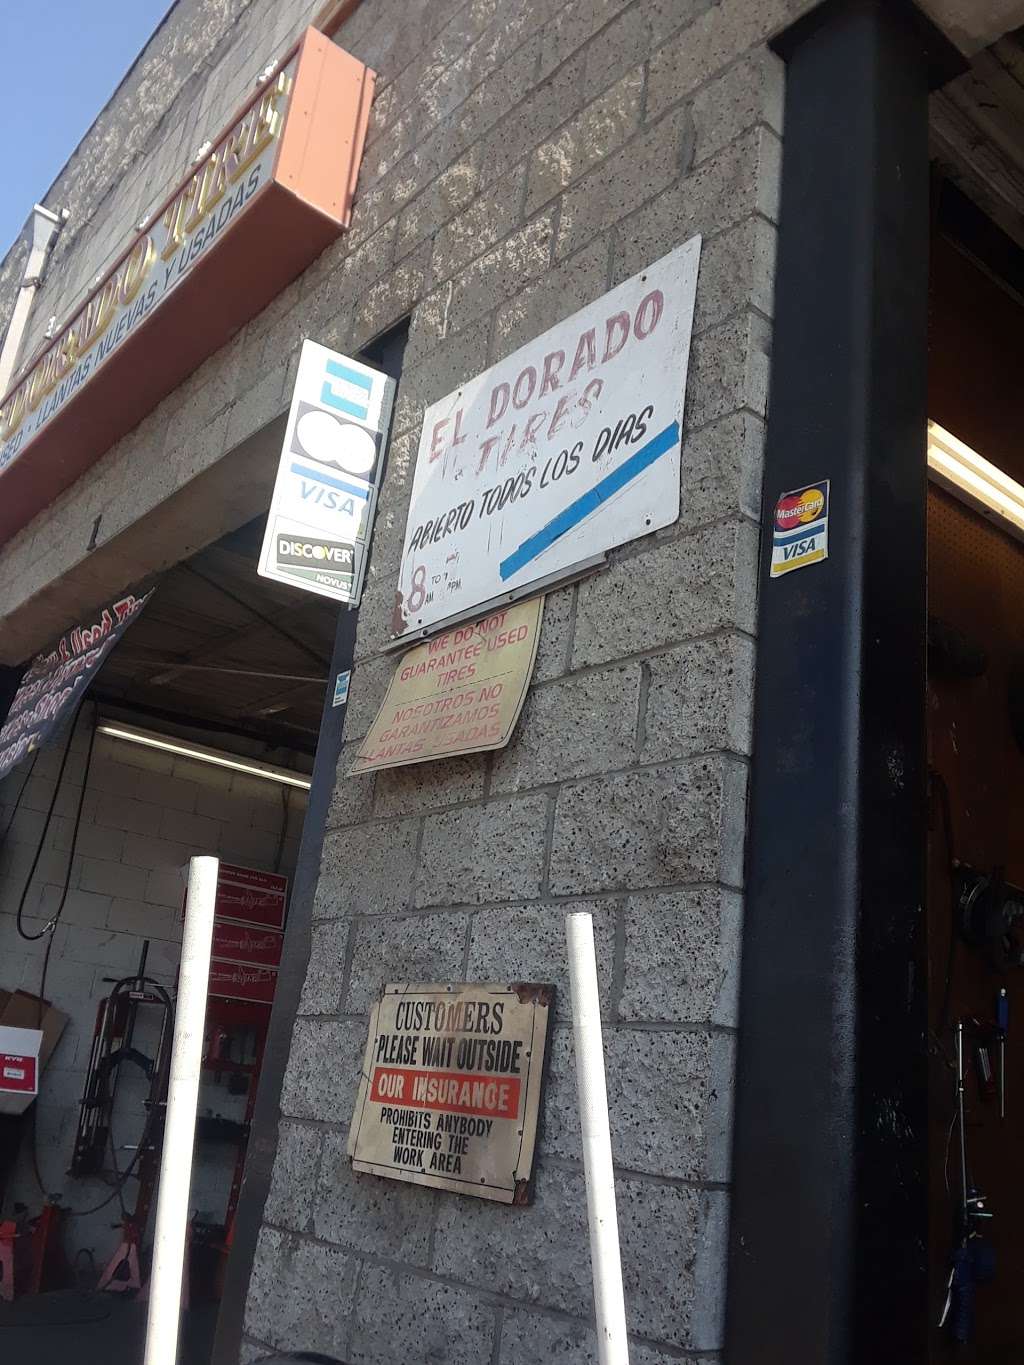 DORADO TIRE
LLANTAS NUEVAS Y USADAS
VISA
DISCOVER
NOVUS
EL DORADO
TIRES
ABIERTO TODOS LOS DIAS
8 AM TO PM
MasterCard
VISA
WE DO NOT
GUARANTEE USED
TIRES
NOSOTROS NO
GARANTIZAMOS
LLANTAS USADAS
KYB
CUSTOMERS
PLEASE WAIT OUTSIDE
OUR INSURANCE
PROHIBITS ANYBODY
ENTERING THE
WORK AREA